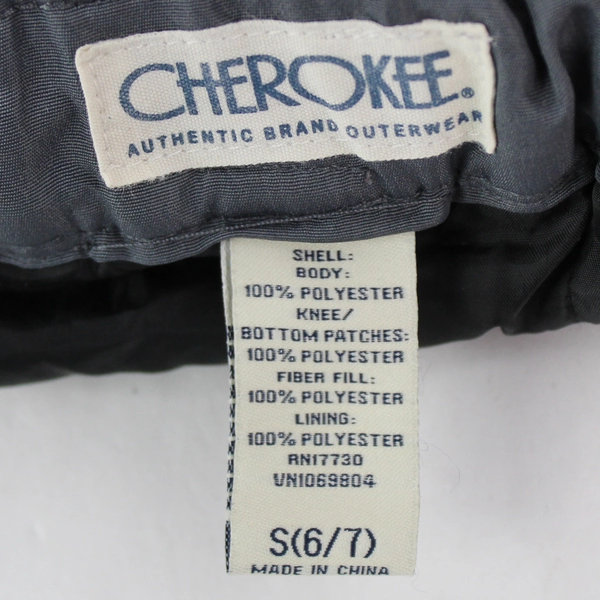 CHEROKEE®
AUTHENTIC BRAND OUTERWEAR
SHELL:
BODY:
100% POLYESTER
KNEE/
BOTTOM PATCHES:
100% POLYESTER
FIBER FILL:
100% POLYESTER
LINING:
100% POLYESTER
RN17730
VN1069804
S(6/7)
MADE IN CHINA